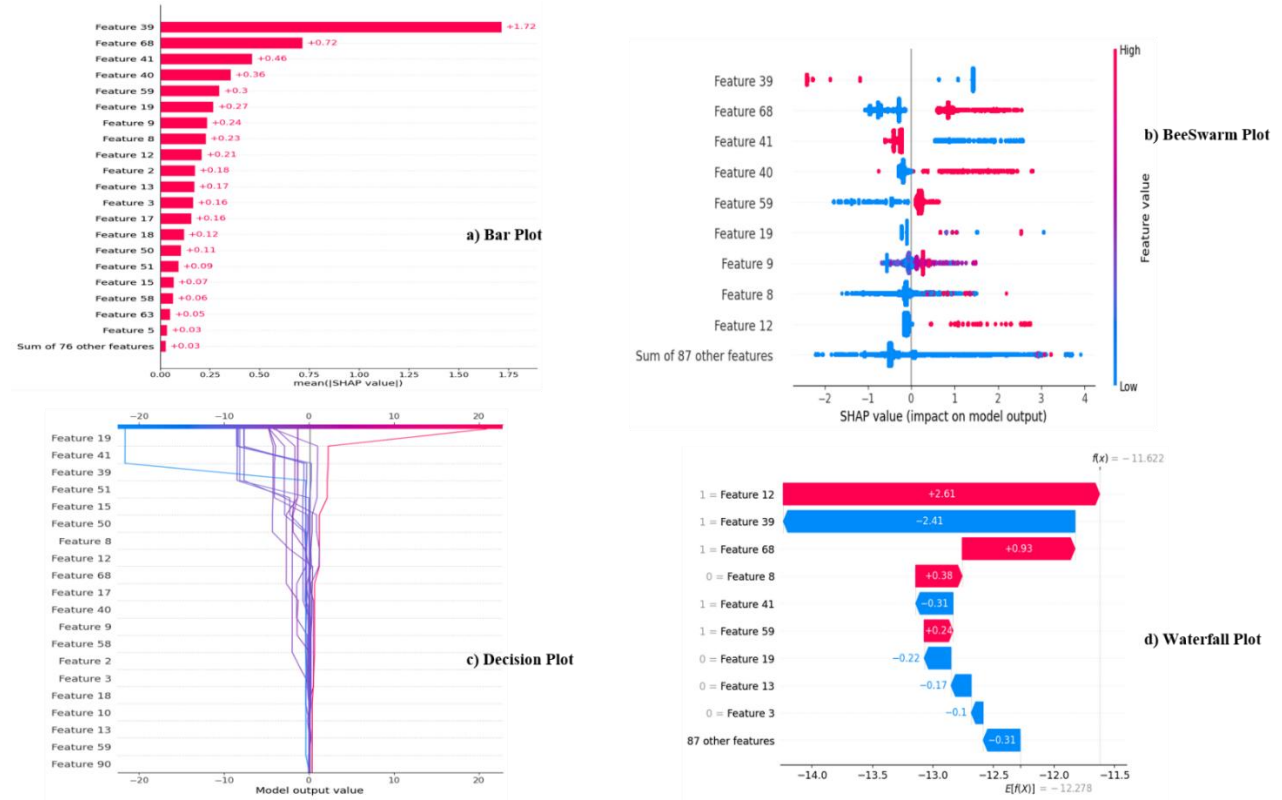 Feature 39 +1.72
Feature 68 +0.72
Feature 41 +0.46
Feature 40 +0.36
Feature 59 +0.3
Feature 19 +0.27
Feature 9 +0.24
Feature 8 +0.23
Feature 12 +0.21
Feature 2 +0.18
Feature 13 +0.17
Feature 3 +0.16
Feature 17 +0.16
Feature 18 +0.12
Feature 50 +0.11
Feature 51 +0.09
Feature 15 +0.07
Feature 58 +0.06
Feature 63 +0.05
Feature 5 +0.03
Sum of 76 other features +0.03
0.00 0.25 0.50 0.75 1.00 1.25 1.50 1.75
mean(|SHAP value|)
a) Bar Plot
High
Feature 39
Feature 68
Feature 41
Feature 40
Feature 59
Feature 19
Feature 9
Feature 8
Feature 12
Sum of 87 other features
Low
Feature value
−2 −1 0 1 2 3 4
SHAP value (impact on model output)
b) BeeSwarm Plot
−20 −10 0 10 20
Feature 19
Feature 41
Feature 39
Feature 51
Feature 15
Feature 50
Feature 8
Feature 12
Feature 68
Feature 17
Feature 40
Feature 9
Feature 58
Feature 2
Feature 3
Feature 18
Feature 10
Feature 13
Feature 59
Feature 90
−20 −10 0 10 20
Model output value
c) Decision Plot
f(x) = −11.622
1 = Feature 12 +2.61
1 = Feature 39 −2.41
1 = Feature 68 +0.93
0 = Feature 8 +0.38
1 = Feature 41 −0.31
1 = Feature 59 +0.24
0 = Feature 19 −0.22
0 = Feature 13 −0.17
0 = Feature 3 −0.1
87 other features −0.31
−14.0 −13.5 −13.0 −12.5 −12.0 −11.5
E[f(X)] = −12.278
d) Waterfall Plot